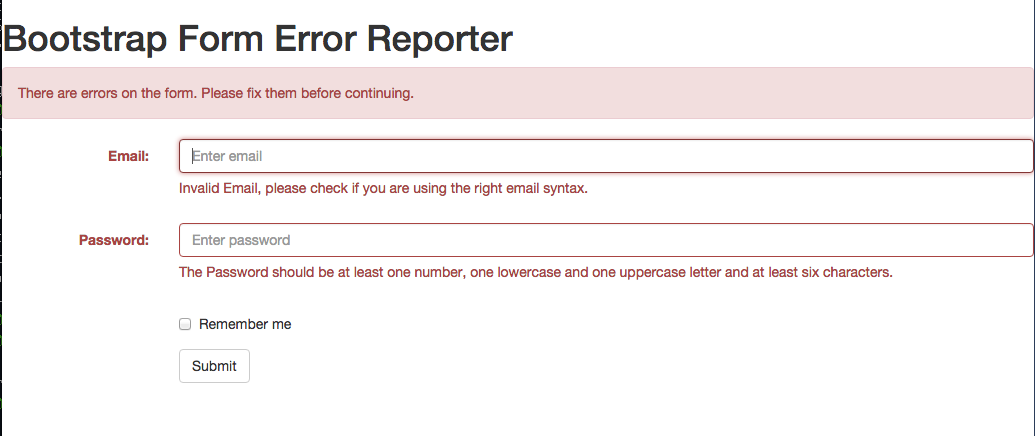 Bootstrap Form Error Reporter
There are errors on the form. Please fix them before continuing.
Email:
Enter email
Invalid Email, please check if you are using the right email syntax.
Password:
Enter password
The Password should be at least one number, one lowercase and one uppercase letter and at least six characters.
Remember me
Submit